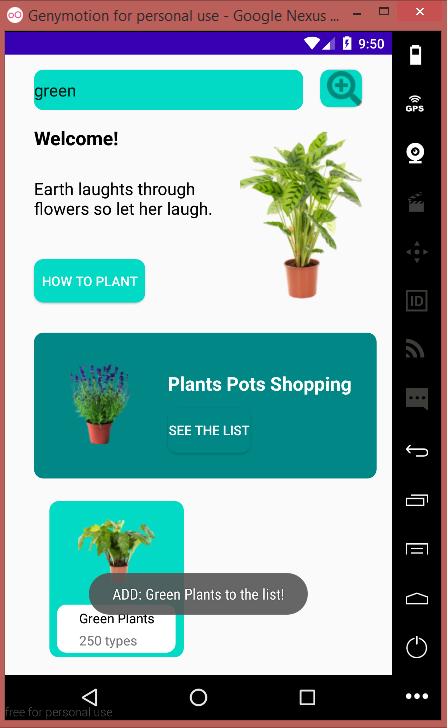 Genymotion for personal use - Google Nexus ...
9:50
green
GPS
Welcome!
Earth laughts through
flowers so let her laugh.
ID
HOW TO PLANT
Plants Pots Shopping
SEE THE LIST
ADD: Green Plants to the list!
Green Plants
250 types
free for personal use